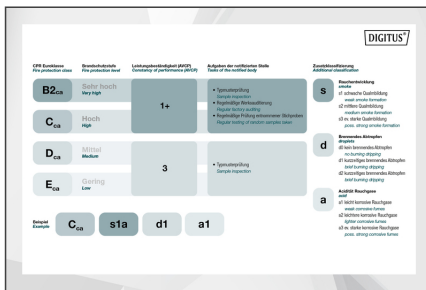 DIGITUS®
CPR Euroklasse
Fire protection class
Brandschutzstufe
Fire protection level
Leistungsbeständigkeit (AVCP)
Constancy of performance (AVCP)
Aufgaben der notifizierten Stelle
Tasks of the notified body
Zusatzklassifizierung
Additional classification
B2ca
Sehr hoch
Very high
Cca
Hoch
High
1+
• Typmusterprüfung
Sample inspection
• Regelmäßige Werksauditierung
Regular factory auditing
• Regelmäßige Prüfung entnommener Stichproben
Regular testing of random samples taken
Dca
Mittel
Medium
Eca
Gering
Low
3
• Typmusterprüfung
Sample inspection
Beispiel
Example
Cca
s1a
d1
a1
s
Rauchentwicklung
smoke
s1 schwache Qualmbildung
weak smoke formation
s2 mittlere Qualmbildung
medium smoke formation
s3 ev. starke Qualmbildung
poss. strong smoke formation
d
Brennendes Abtropfen
droplets
d0 kein brennendes Abtropfen
no burning dripping
d1 kurzzeitiges brennendes Abtropfen
brief burning dripping
d2 kurzzeitiges brennendes Abtropfen
brief burning dripping
a
Acidität Rauchgase
acid
a1 leicht korrosive Rauchgase
weak corrosive fumes
a2 leichtere korrosive Rauchgase
lighter corrosive fumes
a3 ev. starke korrosive Rauchgase
poss. strong corrosive fumes